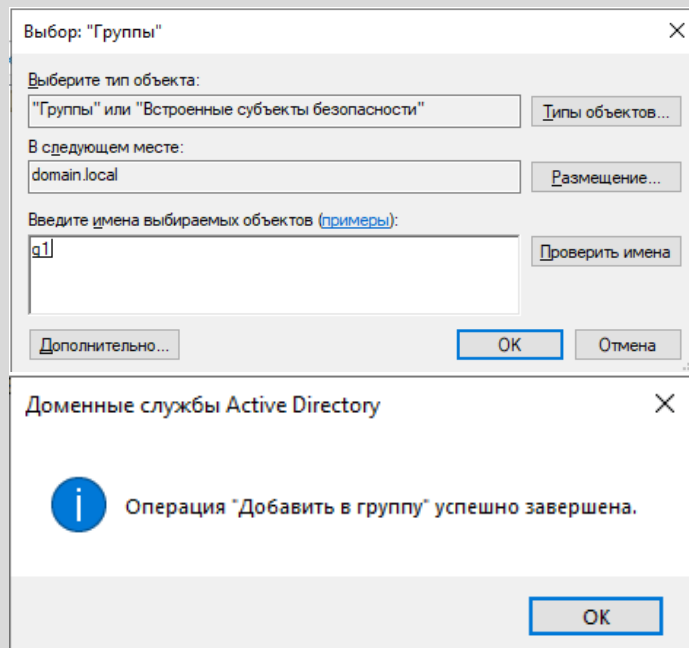 Выбор: "Группы"
Выберите тип объекта:
"Группы" или "Встроенные субъекты безопасности"
Типы объектов...
В следующем месте:
domain.local
Размещение...
Введите имена выбираемых объектов (примеры):
g1
Проверить имена
Дополнительно...
OK
Отмена
Доменные службы Active Directory
Операция "Добавить в группу" успешно завершена.
OK